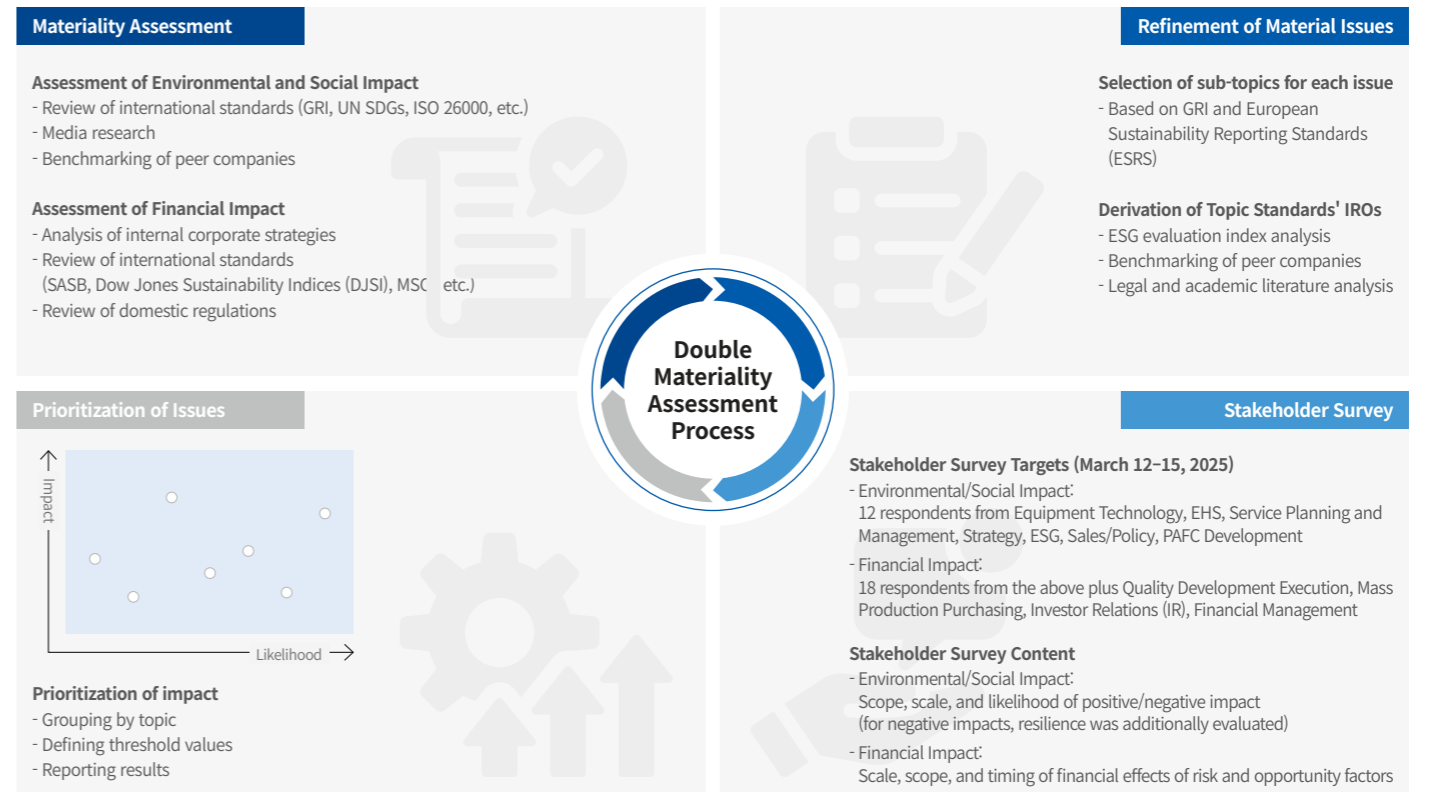 Materiality Assessment
Assessment of Environmental and Social Impact
- Review of international standards (GRI, UN SDGs, ISO 26000, etc.)
- Media research
- Benchmarking of peer companies
Assessment of Financial Impact
- Analysis of internal corporate strategies
- Review of international standards
(SASB, Dow Jones Sustainability Indices (DJSI), MSC etc.)
- Review of domestic regulations
Refinement of Material Issues
Selection of sub-topics for each issue
- Based on GRI and European
Sustainability Reporting Standards
(ESRS)
Derivation of Topic Standards' IROs
- ESG evaluation index analysis
- Benchmarking of peer companies
- Legal and academic literature analysis
Double
Materiality
Assessment
Process
Prioritization of Issues
Impact
Likelihood
Prioritization of impact
- Grouping by topic
- Defining threshold values
- Reporting results
Stakeholder Survey
Stakeholder Survey Targets (March 12–15, 2025)
- Environmental/Social Impact:
12 respondents from Equipment Technology, EHS, Service Planning and
Management, Strategy, ESG, Sales/Policy, PAFC Development
- Financial Impact:
18 respondents from the above plus Quality Development Execution, Mass
Production Purchasing, Investor Relations (IR), Financial Management
Stakeholder Survey Content
- Environmental/Social Impact:
Scope, scale, and likelihood of positive/negative impact
(for negative impacts, resilience was additionally evaluated)
- Financial Impact:
Scale, scope, and timing of financial effects of risk and opportunity factors